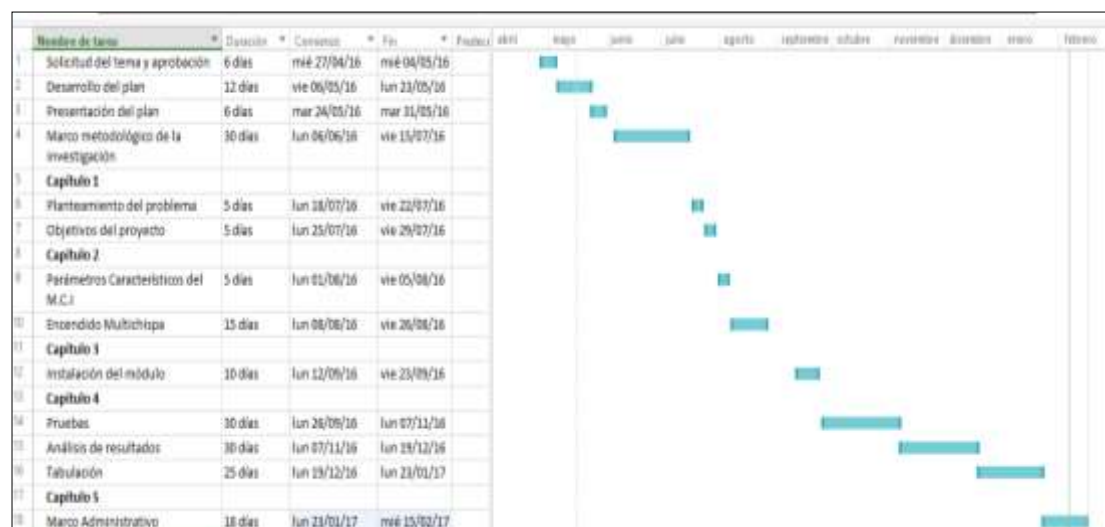 Nombre de tarea Duración Comienzo Fin Predec abril mayo junio julio agosto septiembre octubre noviembre diciembre enero febrero
1 Solicitud del tema y aprobación 6 días mié 27/04/16 mié 04/05/16
2 Desarrollo del plan 12 días vie 06/05/16 lun 23/05/16
3 Presentación del plan 6 días mar 24/05/16 mar 31/05/16
4 Marco metodológico de la 30 días lun 06/06/16 vie 15/07/16
investigación
5 Capítulo 1
6 Planteamiento del problema 5 días lun 18/07/16 vie 22/07/16
7 Objetivos del proyecto 5 días lun 25/07/16 vie 29/07/16
8 Capítulo 2
9 Parámetros Característicos del 5 días lun 01/08/16 vie 05/08/16
M.C.I
10 Encendido Multichispa 15 días lun 08/08/16 vie 26/08/16
11 Capítulo 3
12 Instalación del módulo 10 días lun 12/09/16 vie 23/09/16
13 Capítulo 4
14 Pruebas 30 días lun 26/09/16 lun 07/11/16
15 Análisis de resultados 30 días lun 07/11/16 lun 19/12/16
16 Tabulación 25 días lun 19/12/16 lun 23/01/17
17 Capítulo 5
18 Marco Administrativo 18 días lun 23/01/17 mié 15/02/17